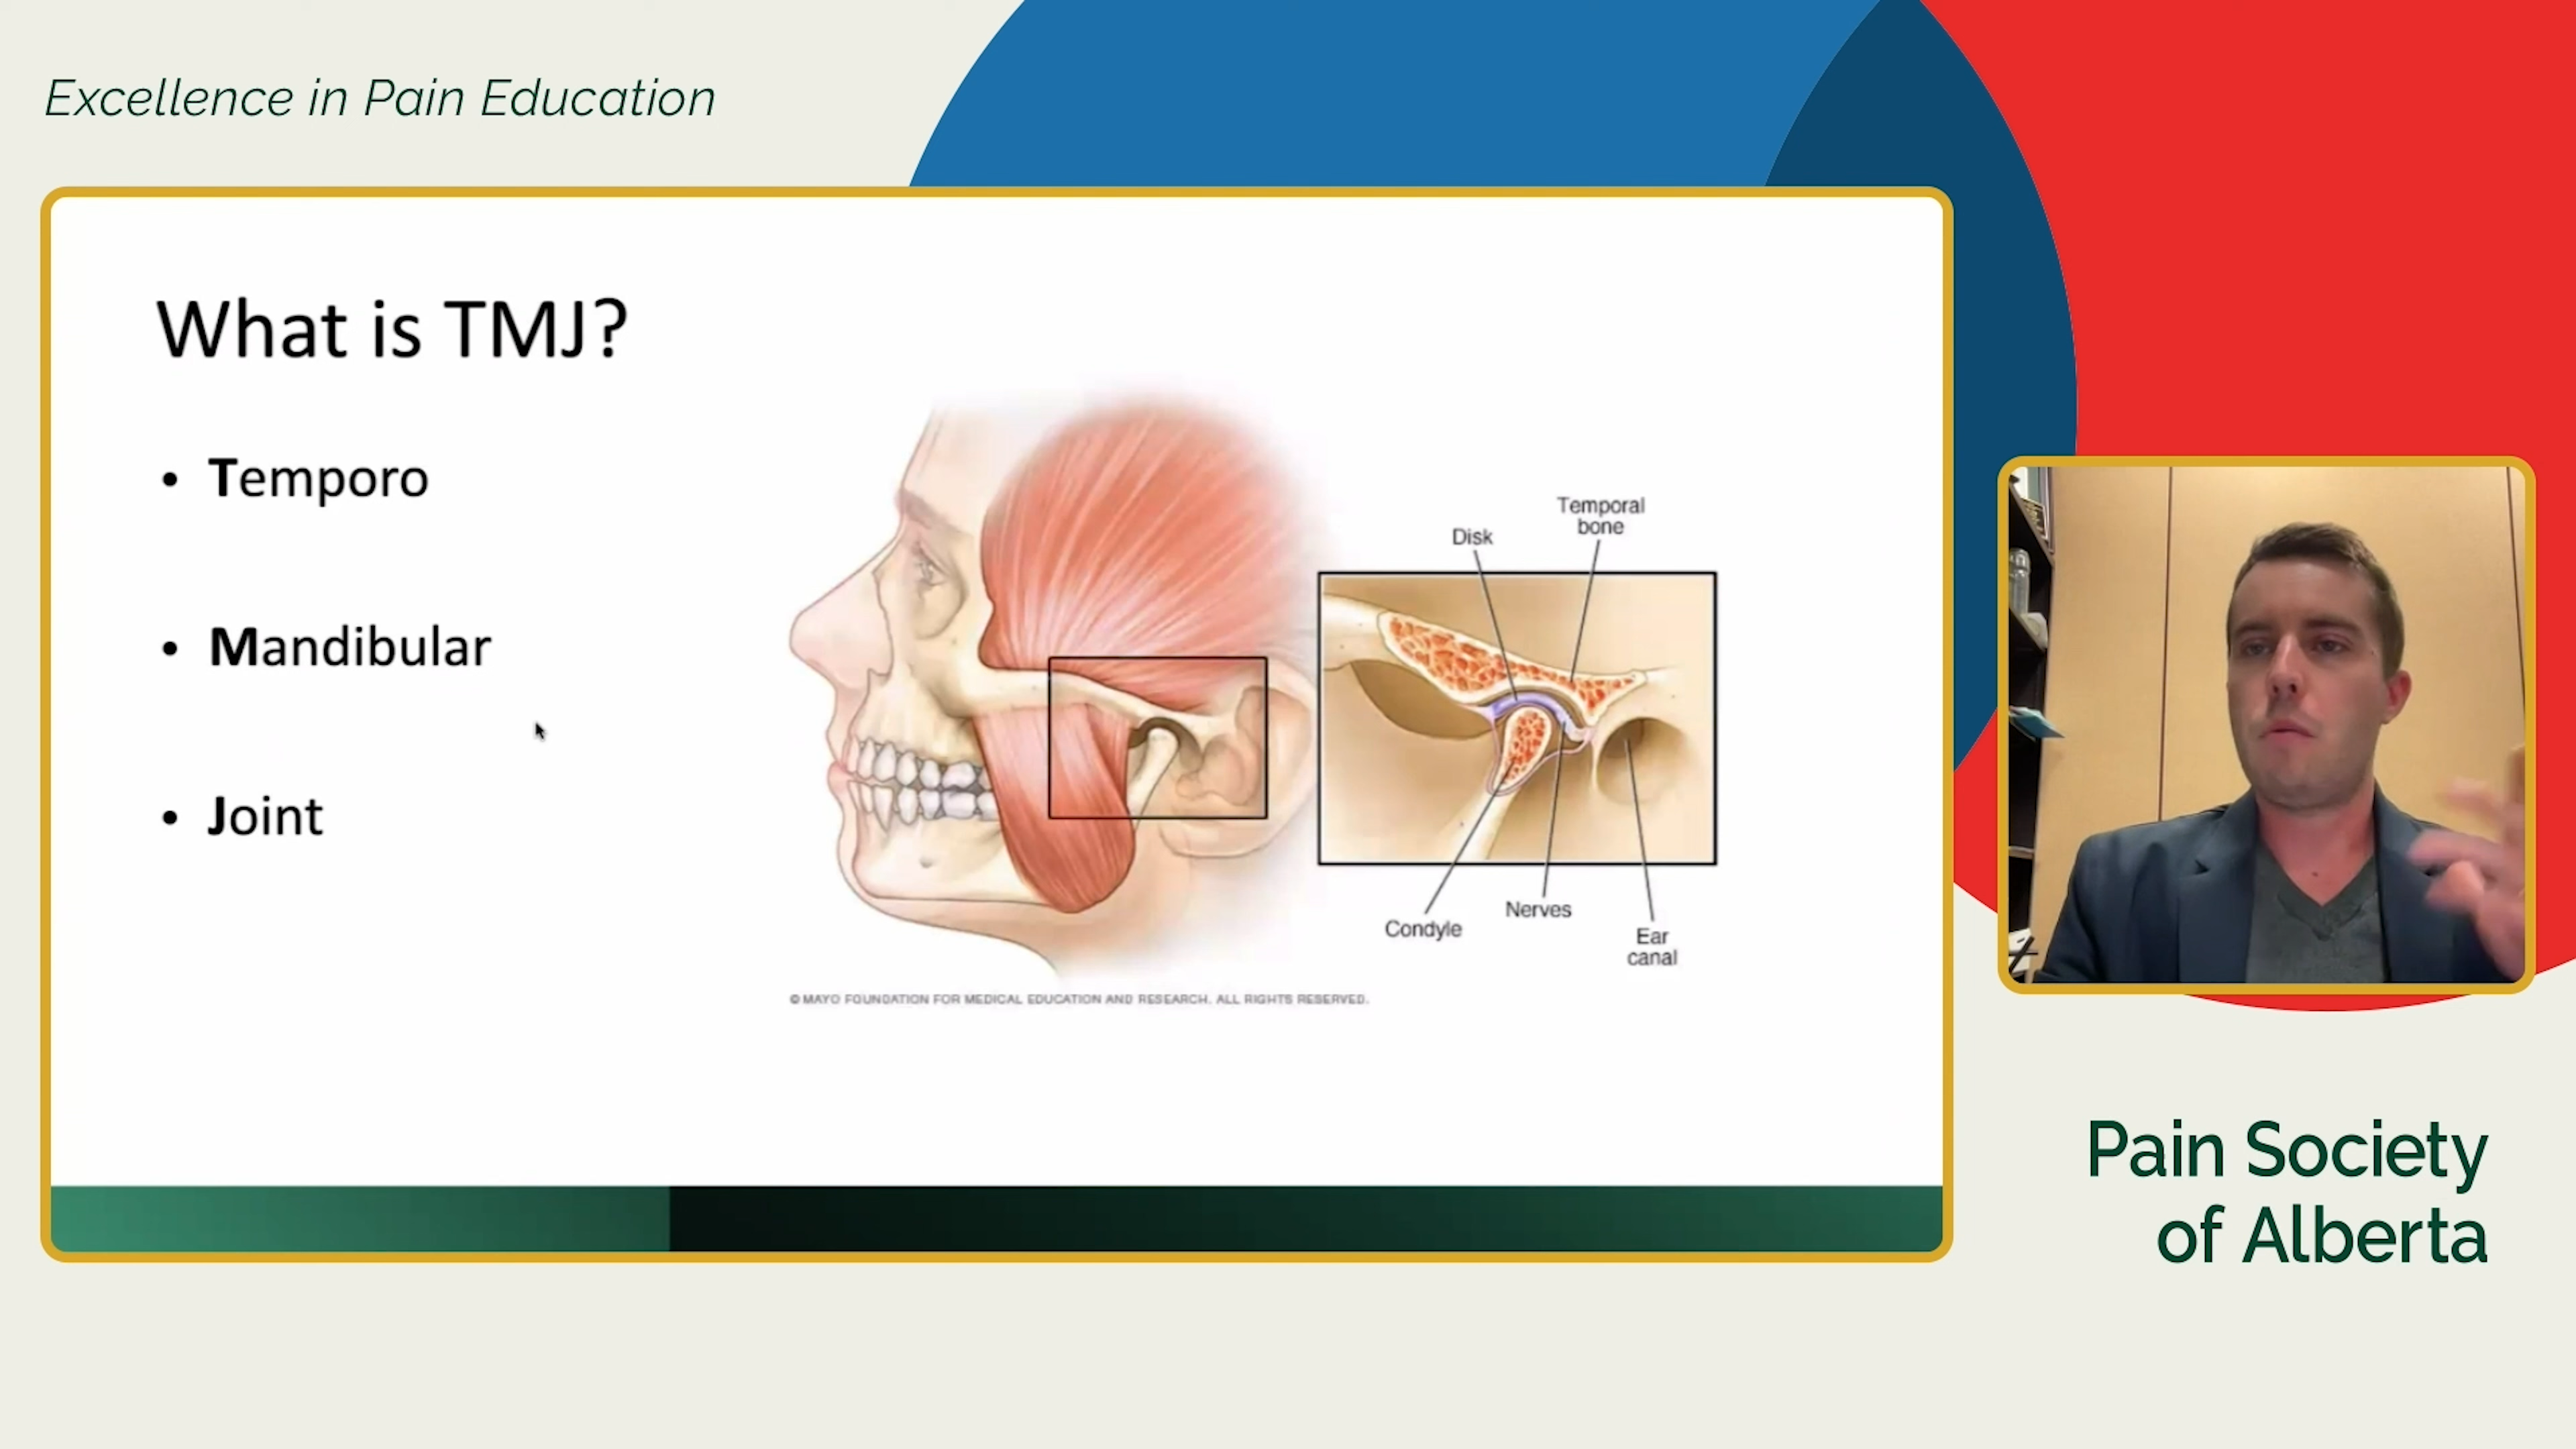 Excellence in Pain Education
What is TMJ?
• Temporo
• Mandibular
• Joint
Temporal
bone
Disk
Condyle
Nerves
Ear
canal
© MAYO FOUNDATION FOR MEDICAL EDUCATION AND RESEARCH. ALL RIGHTS RESERVED.
Pain Society
of Alberta